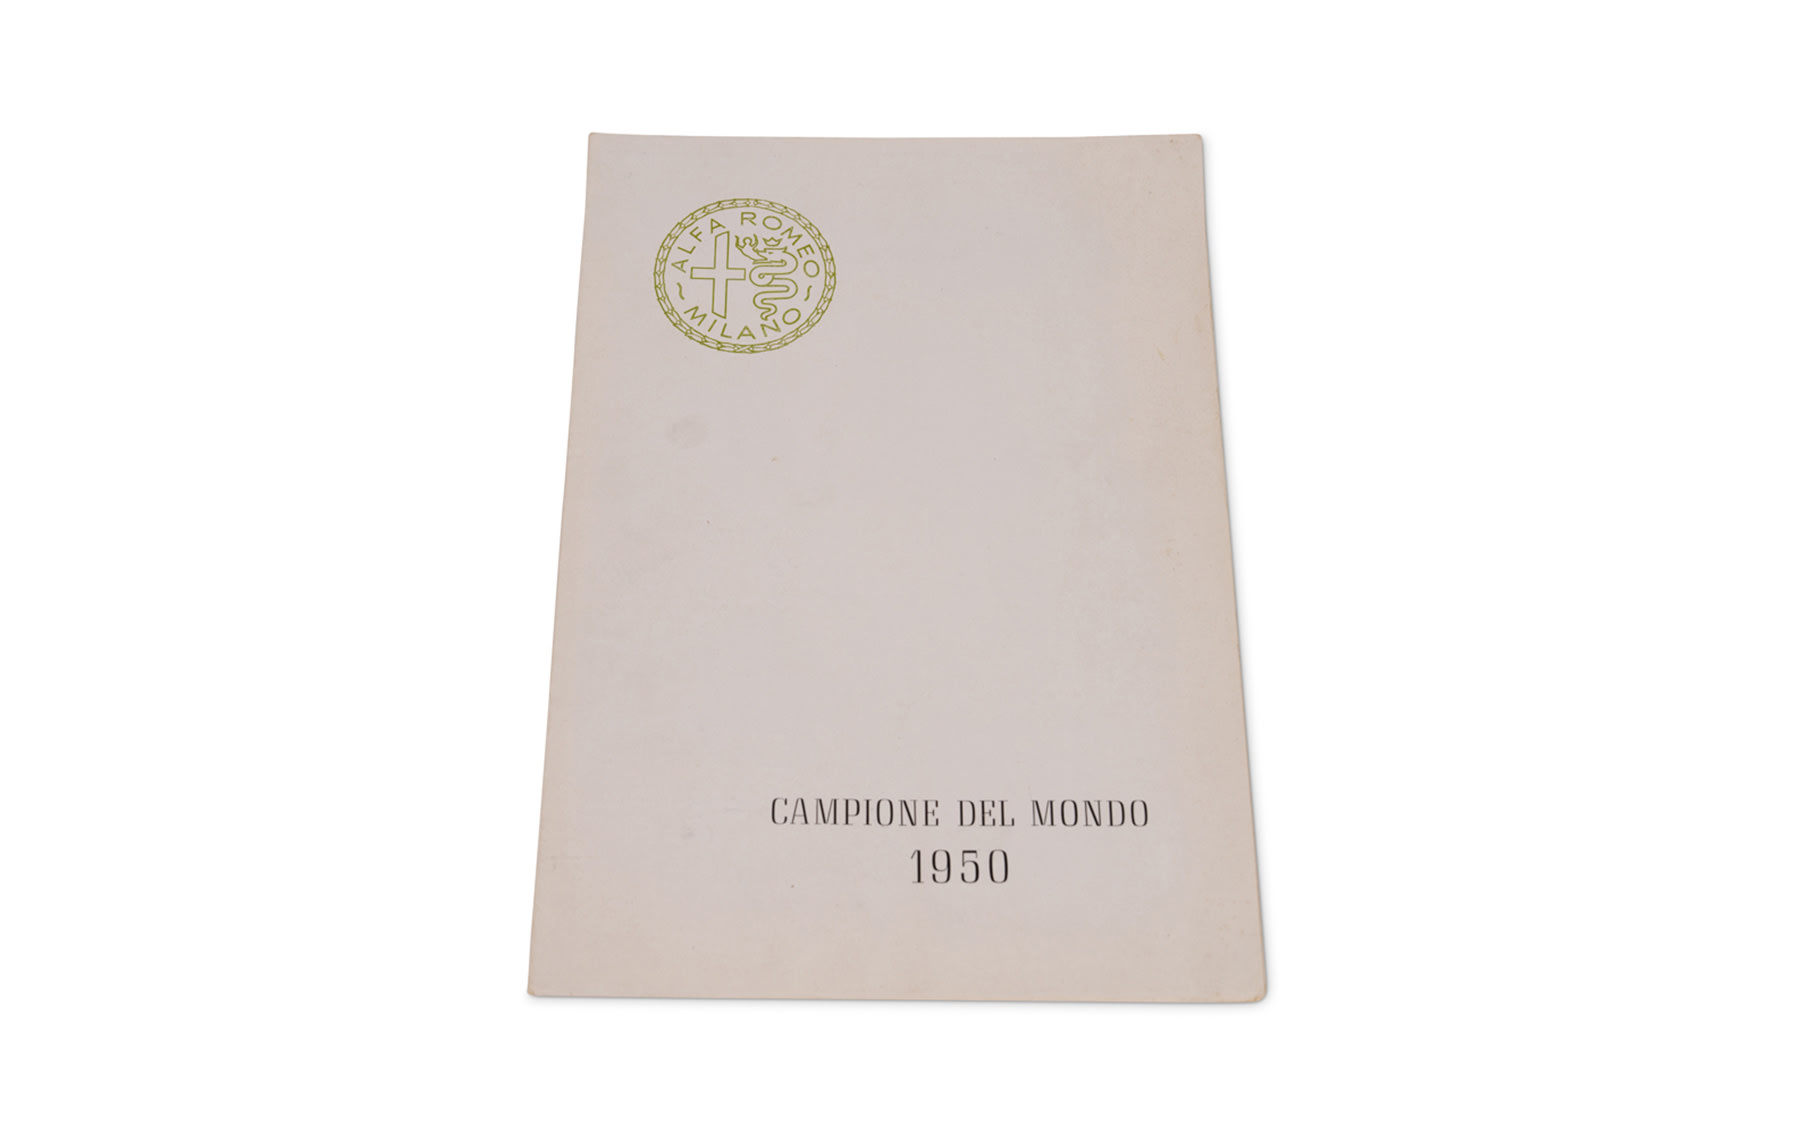 ALFA ROMEO
MILANO
CAMPIONE DEL MONDO
1950